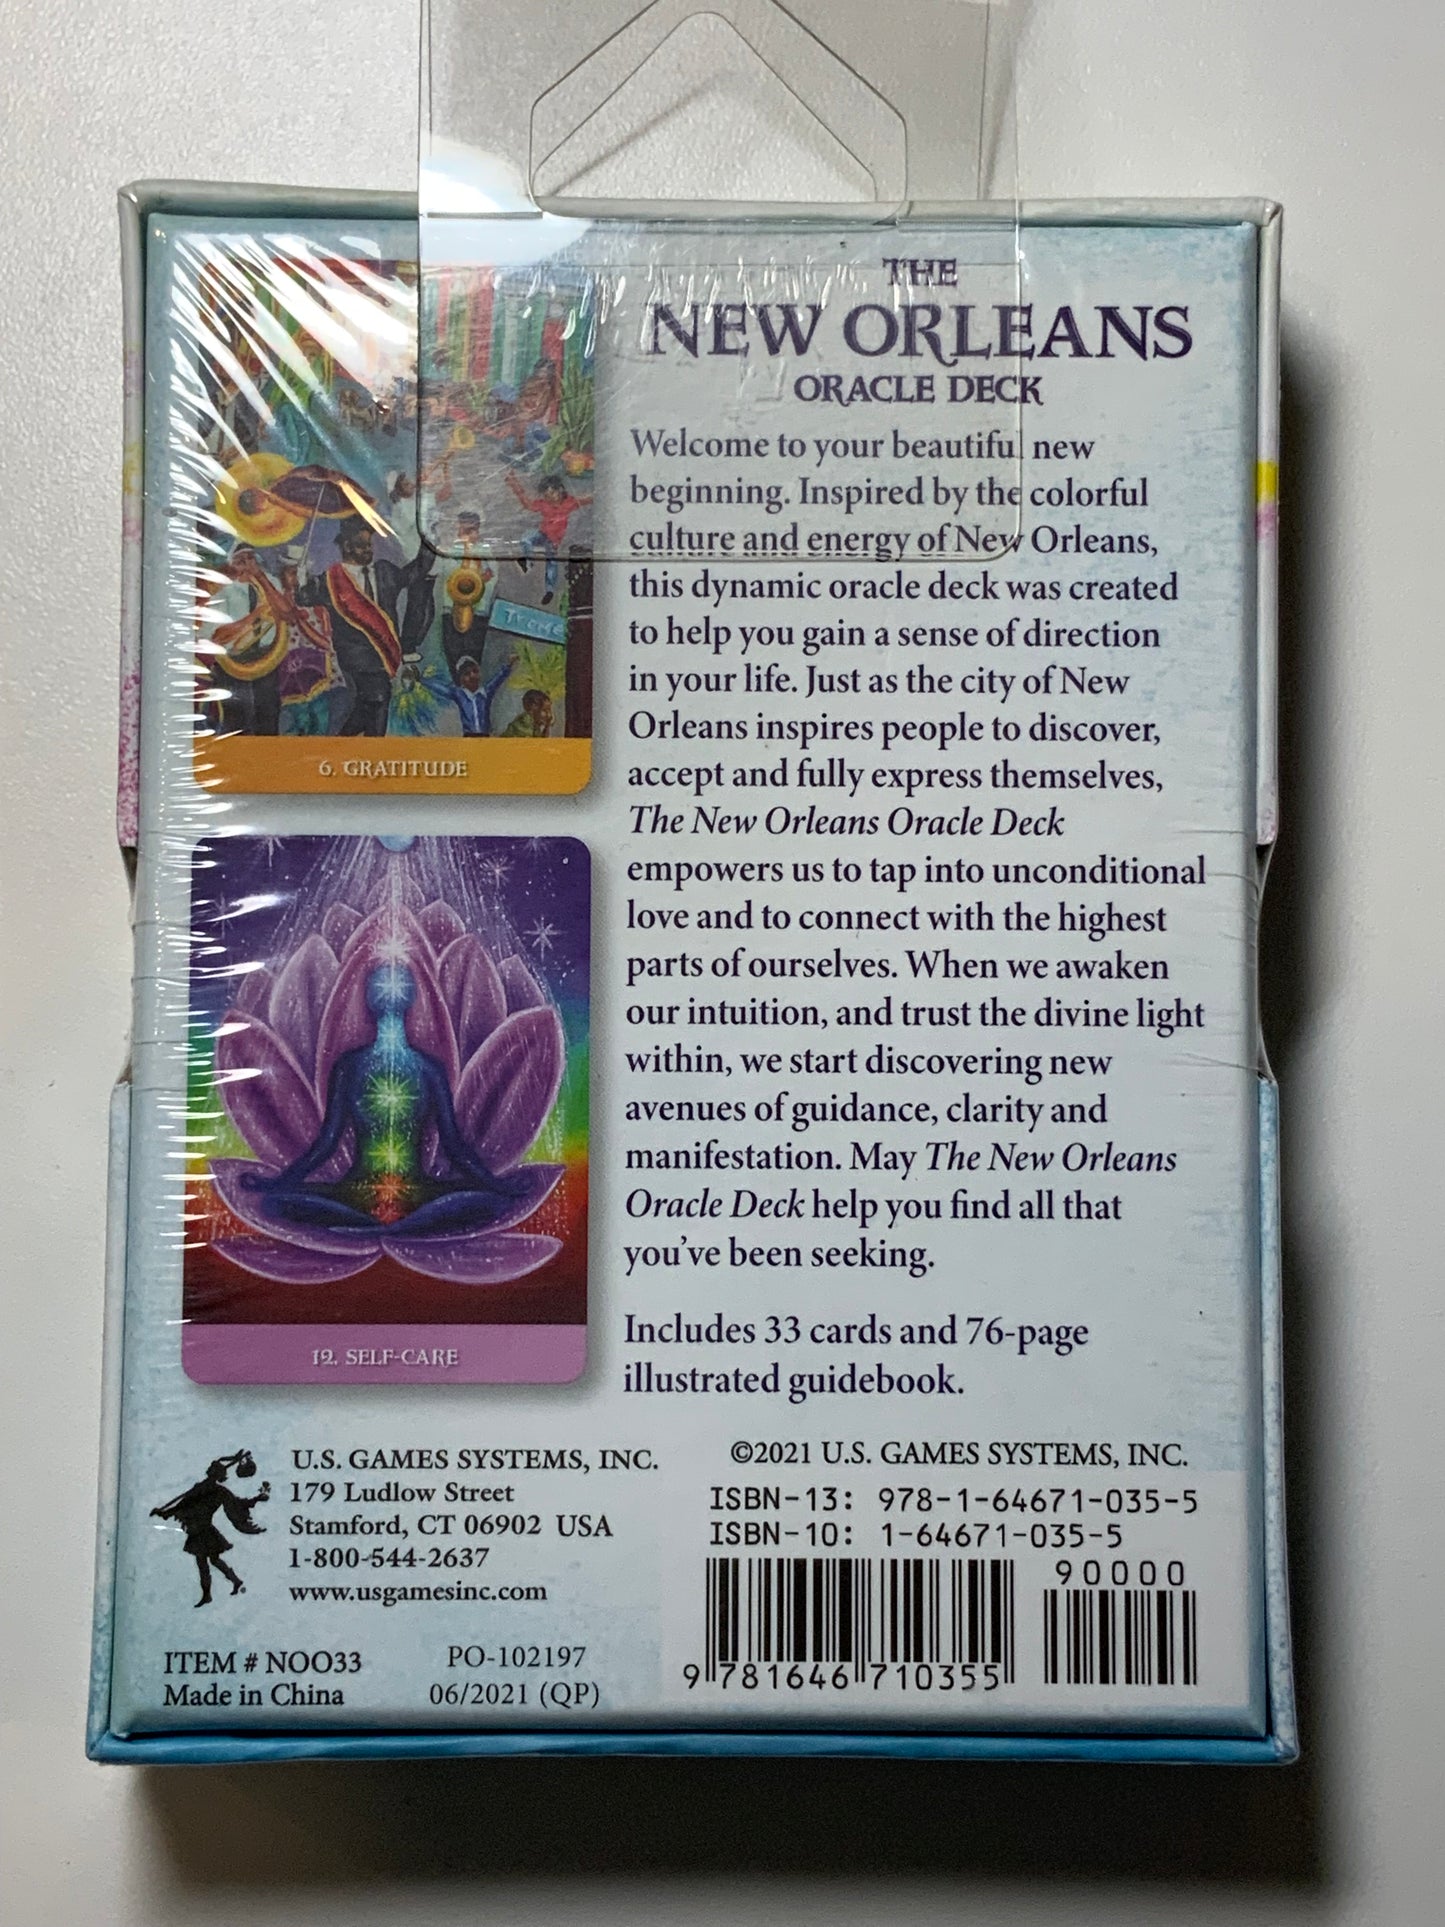 THE
NEW ORLEANS
ORACLE DECK
Welcome to your beautiful new
beginning. Inspired by the colorful
culture and energy of New Orleans,
this dynamic oracle deck was created
to help you gain a sense of direction
in your life. Just as the city of New
Orleans inspires people to discover,
accept and fully express themselves,
The New Orleans Oracle Deck
empowers us to tap into unconditional
love and to connect with the highest
parts of ourselves. When we awaken
our intuition, and trust the divine light
within, we start discovering new
avenues of guidance, clarity and
manifestation. May The New Orleans
Oracle Deck help you find all that
you've been seeking.
Includes 33 cards and 76-page
illustrated guidebook.
TREME
6. GRATITUDE
12. SELF-CARE
U.S. GAMES SYSTEMS, INC.
179 Ludlow Street
Stamford, CT 06902 USA
1-800-544-2637
www.usgamesinc.com
ITEM # NOO33
Made in China
PO-102197
06/2021 (QP)
©2021 U.S. GAMES SYSTEMS, INC.
ISBN-13: 978-1-64671-035-5
ISBN-10: 1-64671-035-5
90000
9 781646 710355